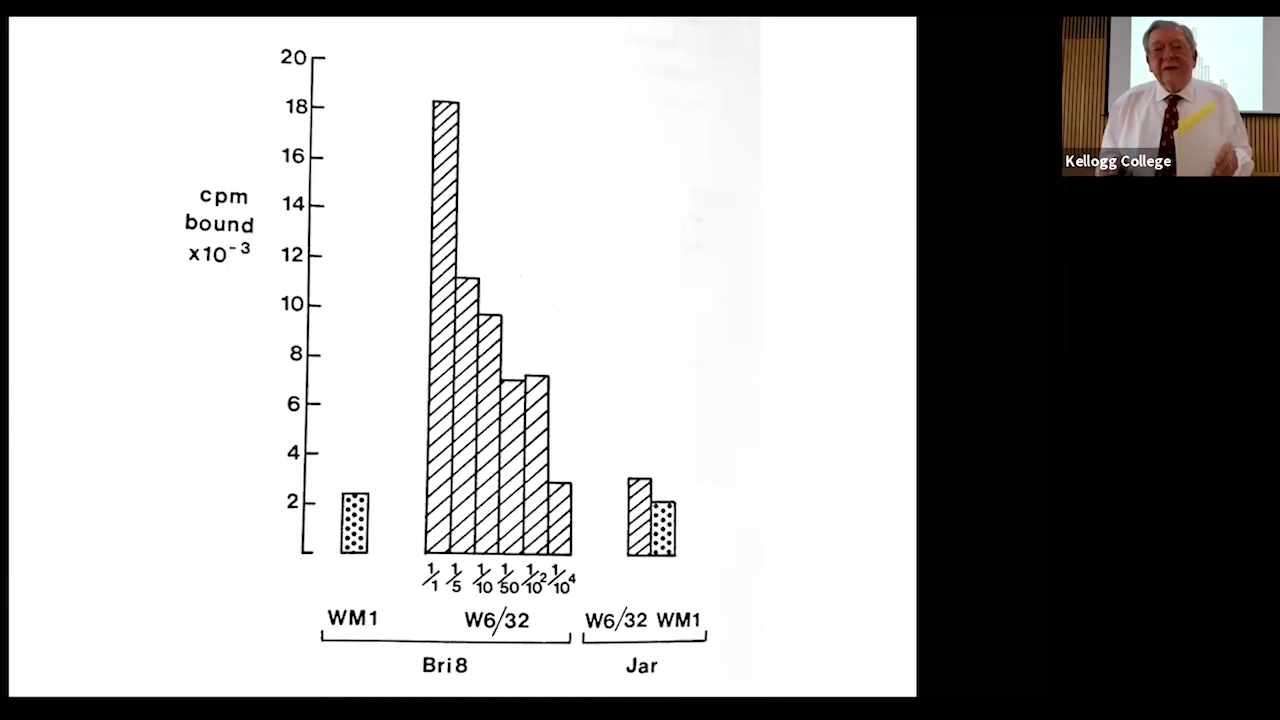 20
18
16
14
12
10
8
6
4
2
cpm
bound
x10⁻³
1/1 1/5 1/10 1/50 1/10² 1/10⁴
WM1 W6/32 W6/32 WM1
Bri8 Jar
Kellogg College